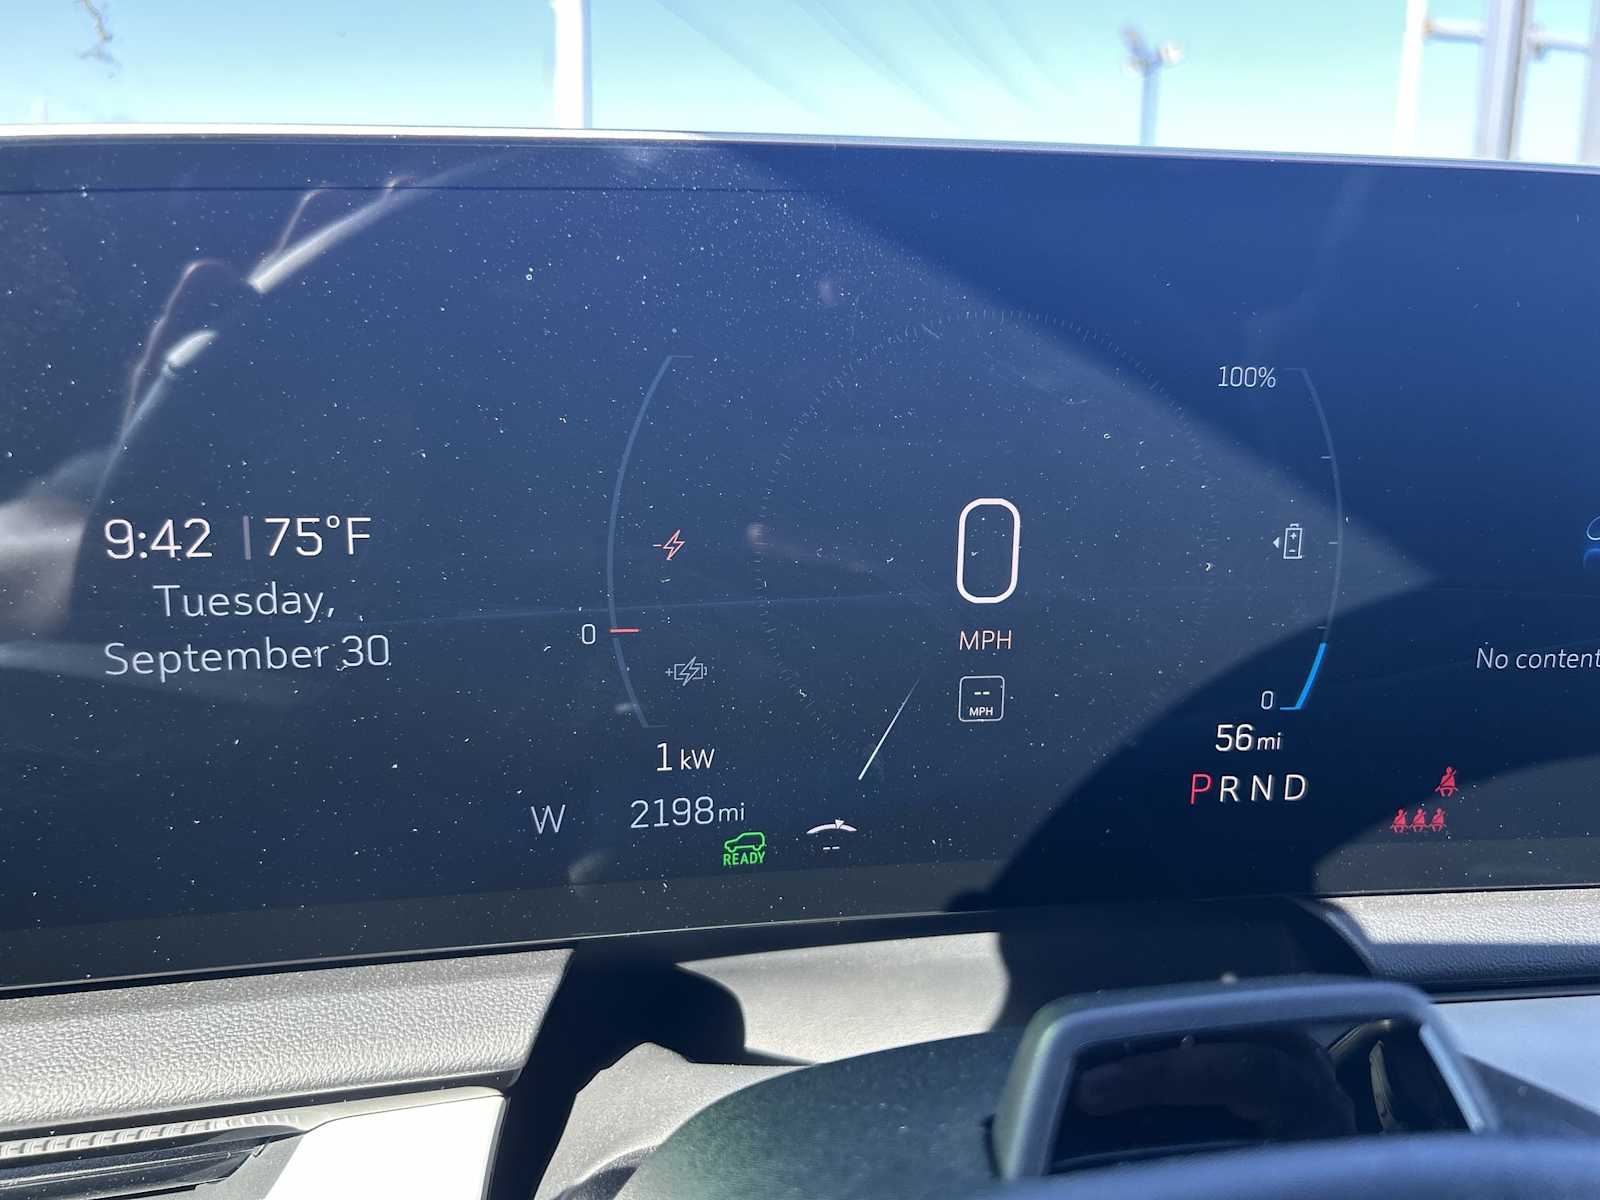 9:42 | 75°F
Tuesday,
September 30
0
1 kW
W 2198 mi
READY
--
0
MPH
--
MPH
100%
0
56 mi
P R N D
No content